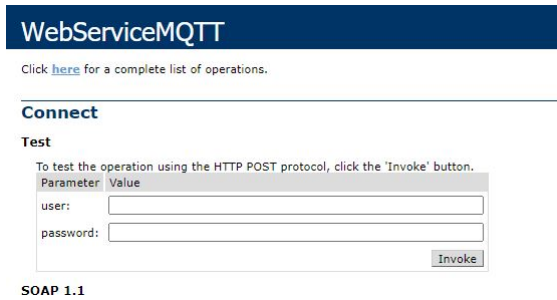 WebServiceMQTT
Click here for a complete list of operations.
Connect
Test
To test the operation using the HTTP POST protocol, click the 'Invoke' button.
Parameter Value
user:
password:
Invoke
SOAP 1.1